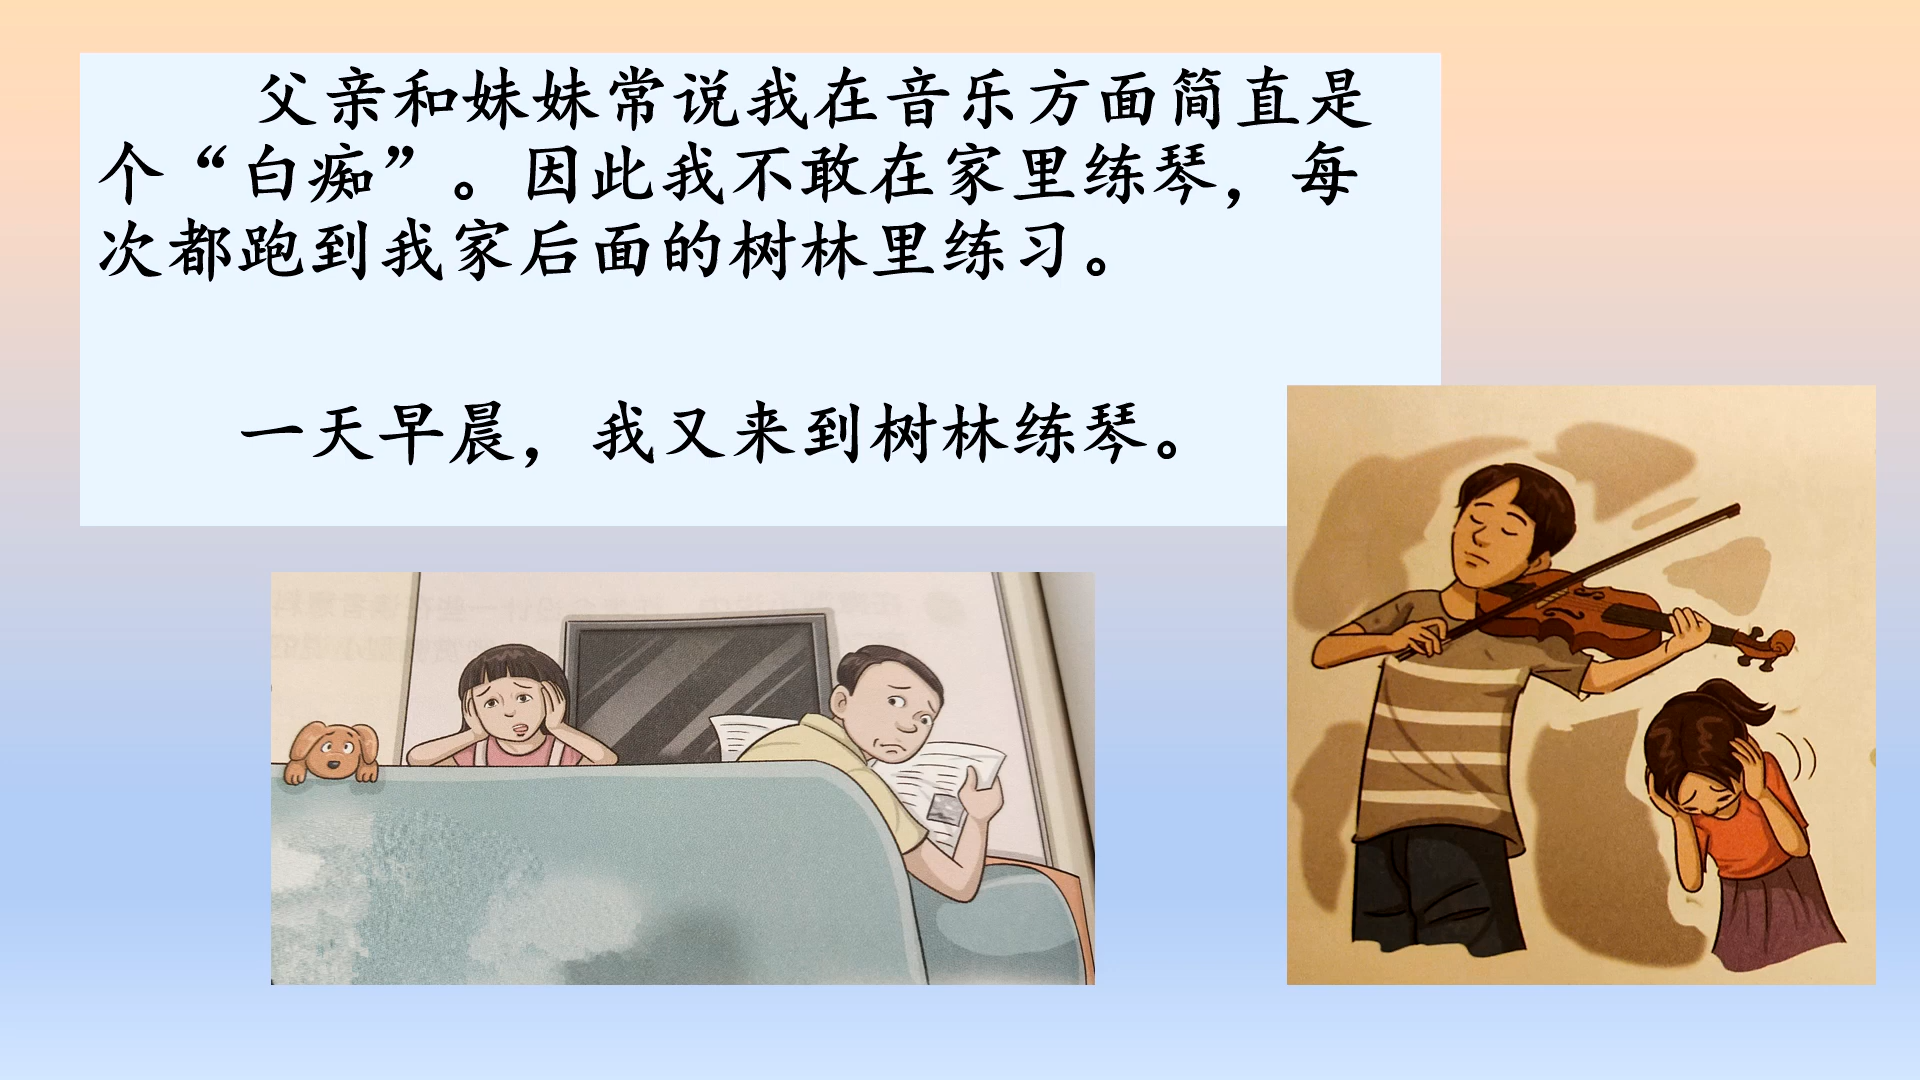 父亲和妹妹常说我在音乐方面简直是
个“白痴”。因此我不敢在家里练琴，每
次都跑到我家后面的树林里练习。
一天早晨，我又来到树林练琴。